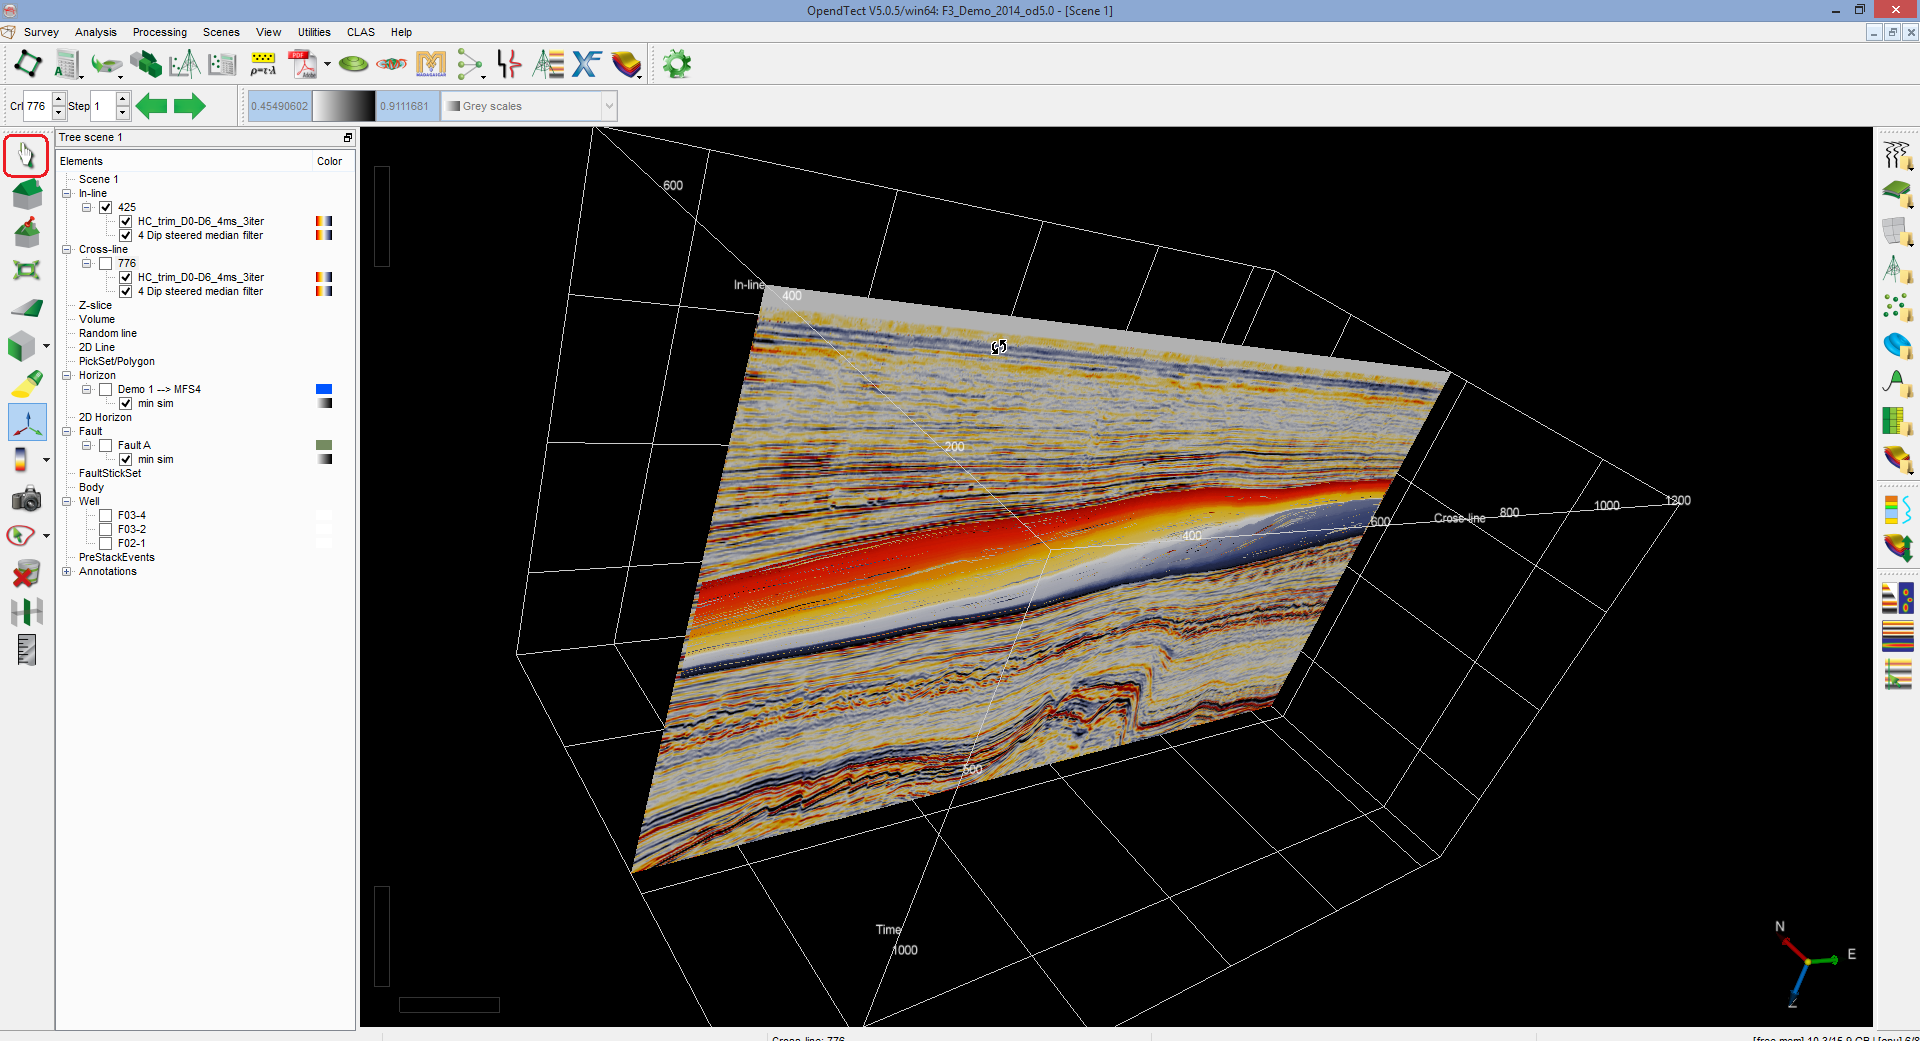 OpendTect V5.0.5/win64: F3_Demo_2014_od5.0 - [Scene 1]
Survey Analysis Processing Scenes View Utilities CLAS Help
PDF
Adobe
ρ=τ·λ
MADAGASCAR
XF
Crl 776 Step 1
0.45490602 0.9111681 Grey scales
Tree scene 1
Elements Color
Scene 1
In-line
425
HC_trim_D0-D6_4ms_3iter
4 Dip steered median filter
Cross-line
776
HC_trim_D0-D6_4ms_3iter
4 Dip steered median filter
Z-slice
Volume
Random line
2D Line
PickSet/Polygon
Horizon
Demo 1 --> MFS4
min sim
2D Horizon
Fault
Fault A
min sim
FaultStickSet
Body
Well
F03-4
F03-2
F02-1
PreStackEvents
Annotations
600
In-line
400
200
400
600
Cross-line
800
1000
1200
500
Time
1000
N
E
Z
Cross-line: 776